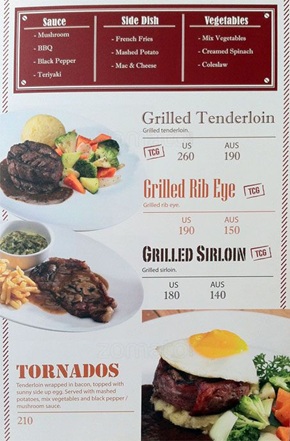 Sauce
Side Dish
Vegetables
- Mushroom
- BBQ
- Black Pepper
- Teriyaki
- French Fries
- Mashed Potato
- Mac & Cheese
- Mix Vegetables
- Creamed Spinach
- Coleslaw
Grilled Tenderloin
Grilled tenderloin.
TCG
US AUS
260 190
Grilled Rib Eye TCG
Grilled rib eye.
US AUS
190 150
GRILLED SIRLOIN TCG
Grilled sirloin.
US AUS
180 140
TORNADOS
Tenderloin wrapped in bacon, topped with
sunny side up egg. Served with mashed
potatoes, mix vegetables and black pepper /
mushroom sauce.
210